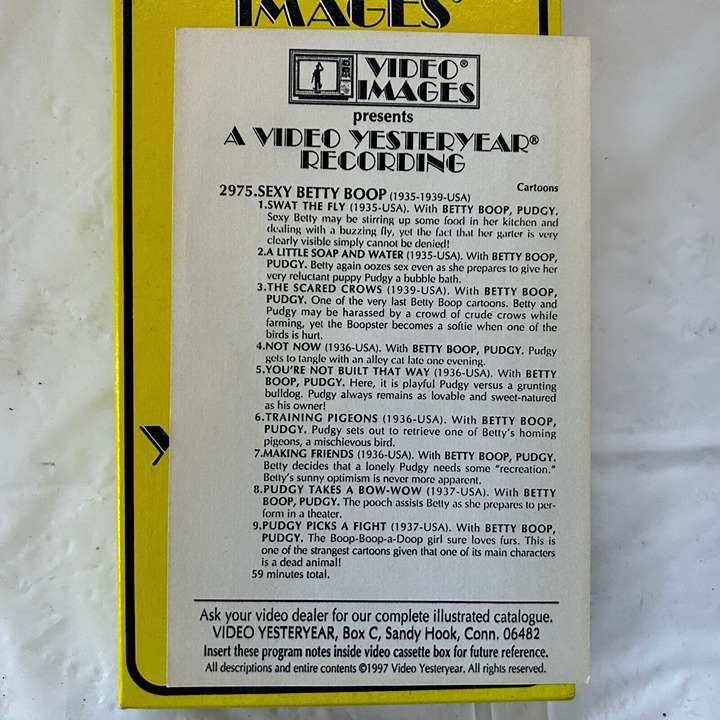 IMAGES®
VIDEO®
IMAGES
presents
A VIDEO YESTERYEAR®
RECORDING
Cartoons
2975.SEXY BETTY BOOP (1935-1939-USA)
1.SWAT THE FLY (1935-USA). With BETTY BOOP, PUDGY.
Sexy Betty may be stirring up some food in her kitchen and
dealing with a buzzing fly, yet the fact that her garter is very
clearly visible simply cannot be denied!
2.A LITTLE SOAP AND WATER (1935-USA). With BETTY BOOP,
PUDGY. Betty again oozes sex even as she prepares to give her
very reluctant puppy Pudgy a bubble bath.
3.THE SCARED CROWS (1939-USA). With BETTY BOOP,
PUDGY. One of the very last Betty Boop cartoons. Betty and
Pudgy may be harassed by a crowd of crude crows while
farming, yet the Boopster becomes a softie when one of the
birds is hurt.
4.NOT NOW (1936-USA). With BETTY BOOP, PUDGY. Pudgy
gets to tangle with an alley cat late one evening.
5.YOU'RE NOT BUILT THAT WAY (1936-USA). With BETTY
BOOP, PUDGY. Here, it is playful Pudgy versus a grunting
bulldog. Pudgy always remains as lovable and sweet-natured
as his owner!
6.TRAINING PIGEONS (1936-USA). With BETTY BOOP,
PUDGY. Pudgy sets out to retrieve one of Betty's homing
pigeons, a mischievous bird.
7.MAKING FRIENDS (1936-USA). With BETTY BOOP, PUDGY.
Betty decides that a lonely Pudgy needs some "recreation."
Betty's sunny optimism is never more apparent.
8.PUDGY TAKES A BOW-WOW (1937-USA). With BETTY
BOOP, PUDGY. The pooch assists Betty as she prepares to per-
form in a theater.
9.PUDGY PICKS A FIGHT (1937-USA). With BETTY BOOP,
PUDGY. The Boop-Boop-a-Doop girl sure loves furs. This is
one of the strangest cartoons given that one of its main characters
is a dead animal!
59 minutes total.
Ask your video dealer for our complete illustrated catalogue.
VIDEO YESTERYEAR, Box C, Sandy Hook, Conn. 06482
Insert these program notes inside video cassette box for future reference.
All descriptions and entire contents ©1997 Video Yesteryear. All rights reserved.